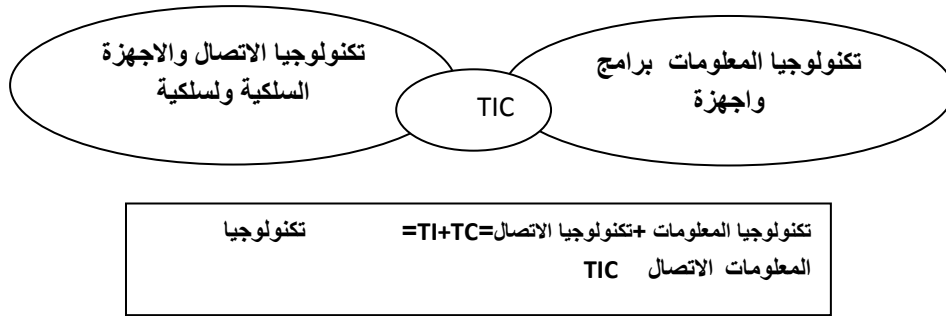 تكنولوجيا الاتصال والاجهزة
السلكية ولسلكية
TIC
تكنولوجيا المعلومات برامج
واجهزة
تكنولوجيا المعلومات +تكنولوجيا الاتصال=TI+TC= تكنولوجيا
المعلومات الاتصال TIC